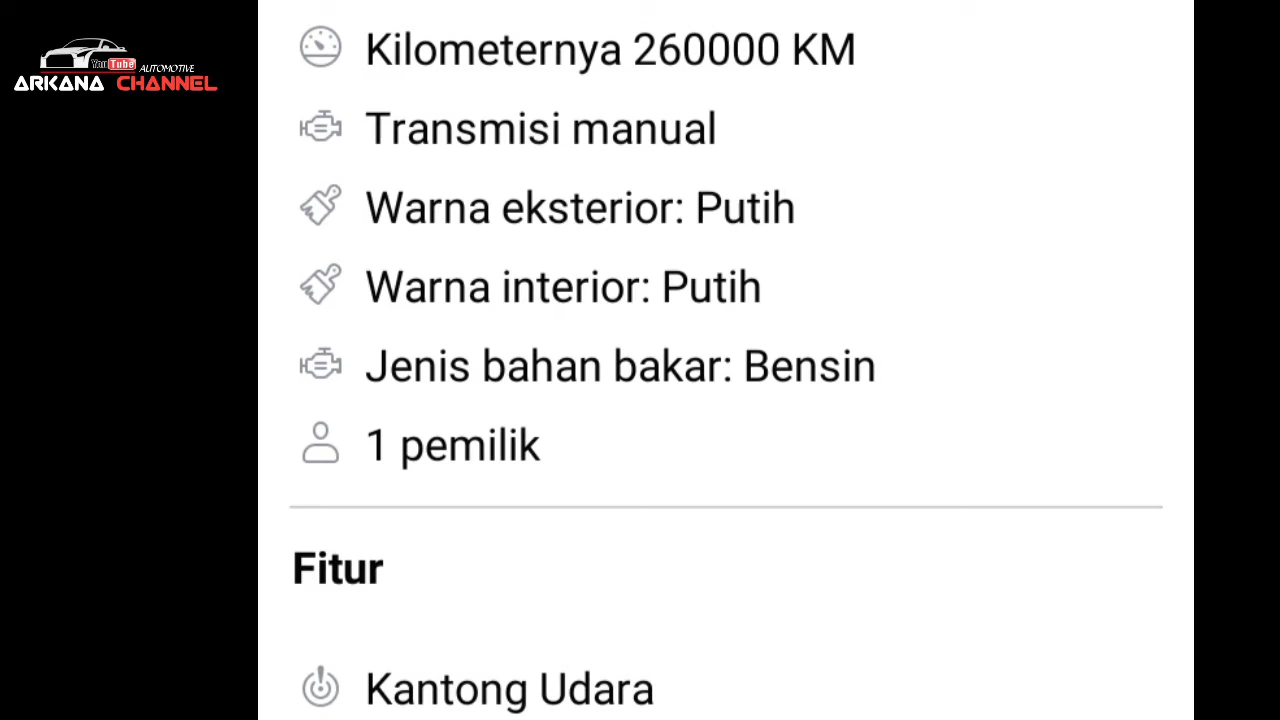 YouTube AUTOMOTIVE
ARKANA CHANNEL
Kilometernya 260000 KM
Transmisi manual
Warna eksterior: Putih
Warna interior: Putih
Jenis bahan bakar: Bensin
1 pemilik
Fitur
Kantong Udara